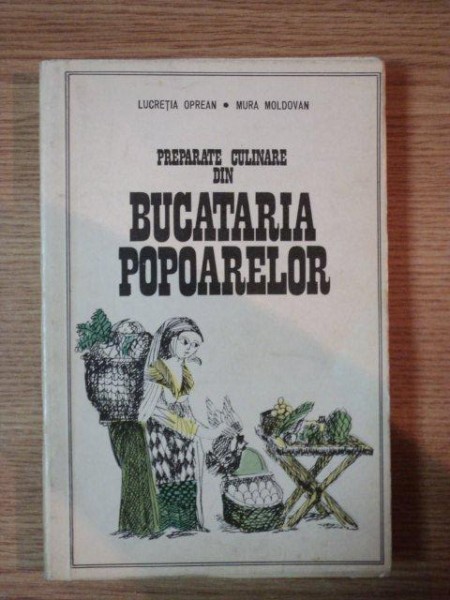 LUCREȚIA OPREAN • MURA MOLDOVAN
PREPARATE CULINARE
DIN
BUCATARIA
POPOARELOR